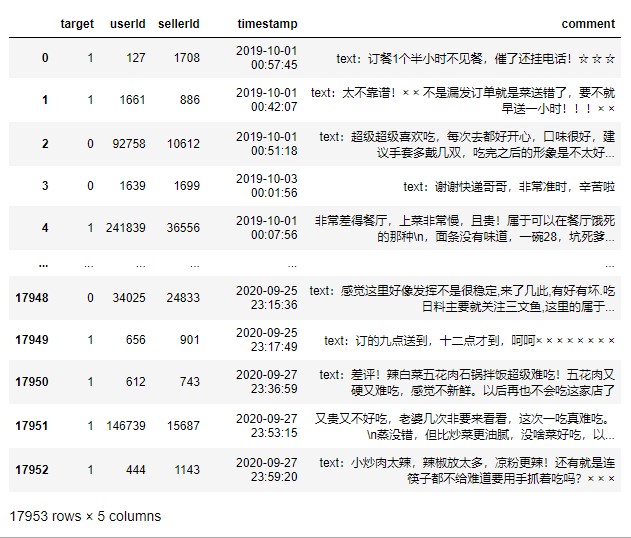 target userId sellerId timestamp comment
0 1 127 1708 2019-10-01 00:57:45 text：订餐1个半小时不见餐，催了还挂电话！☆☆☆
1 1 1661 886 2019-10-01 00:42:07 text：太不靠谱！××不是漏发订单就是菜送错了，要不就
早送一小时！！！××
2 0 92758 10612 2019-10-01 00:51:18 text：超级超级喜欢吃，每次去都好开心，口味很好，建
议手套多戴几双，吃完之后的形象是不太好...
3 0 1639 1699 2019-10-03 00:01:56 text：谢谢快递哥哥，非常准时，辛苦啦
4 1 241839 36556 2019-10-01 00:07:56 非常差得餐厅，上菜非常慢，且贵！属于可以在餐厅饿死
的那种\n，面条没有味道，一碗28，坑死爹...
... ... ... ... ... ...
17948 0 34025 24833 2020-09-25 23:15:36 text：感觉这里好像发挥不是很稳定,来了几此,有好有坏.吃
日料主要就关注三文鱼,这里的属于...
17949 1 656 901 2020-09-25 23:17:49 text：订的九点送到，十二点才到，呵呵××××××××
17950 1 612 743 2020-09-27 23:36:59 text：差评！辣白菜五花肉石锅拌饭超级难吃！五花肉又
硬又难吃，感觉不新鲜。以后再也不会吃这家店了
17951 1 146739 15687 2020-09-27 23:53:15 又贵又不好吃，老婆几次非要来看看，这次一吃真难吃。
\n蒸没错，但比炒菜更油腻，没啥菜好吃，以...
17952 1 444 1143 2020-09-27 23:59:20 text：小炒肉太辣，辣椒放太多，凉粉更辣！还有就是连
筷子都不给难道要用手抓着吃吗？×××
17953 rows × 5 columns